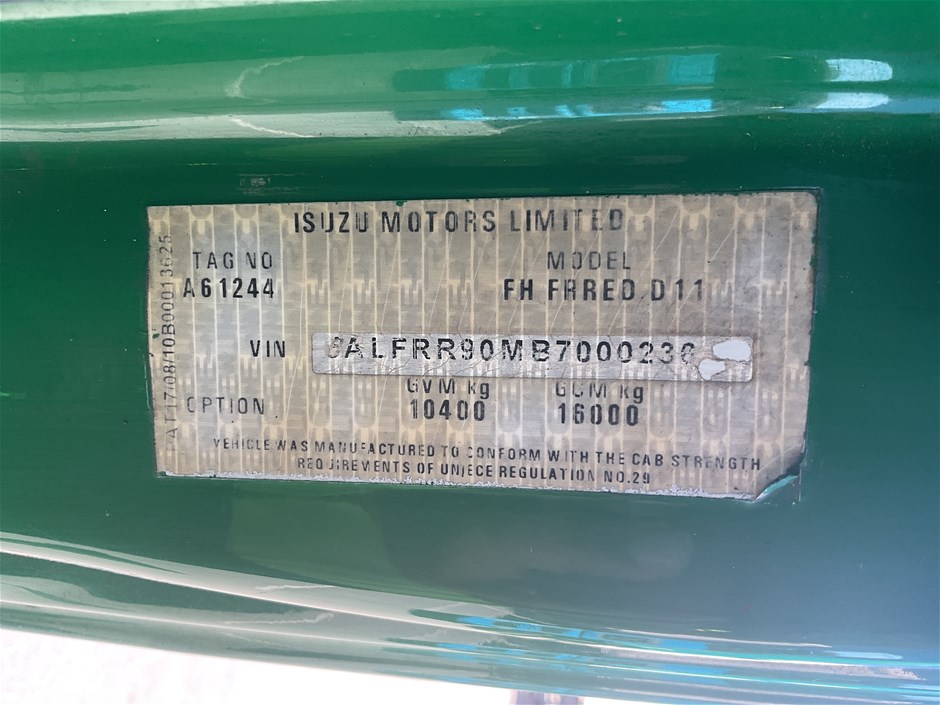 ISUZU MOTORS LIMITED
TAG NO
MODEL
A61244
FH FRRED D11
VIN
GVM kg
GCM kg
OPTION
10400
16000
VEHICLE WAS MANUFACTURED TO CONFORM WITH THE CAB STRENGTH
REQUIREMENTS OF UN/ECE REGULATION NO.29